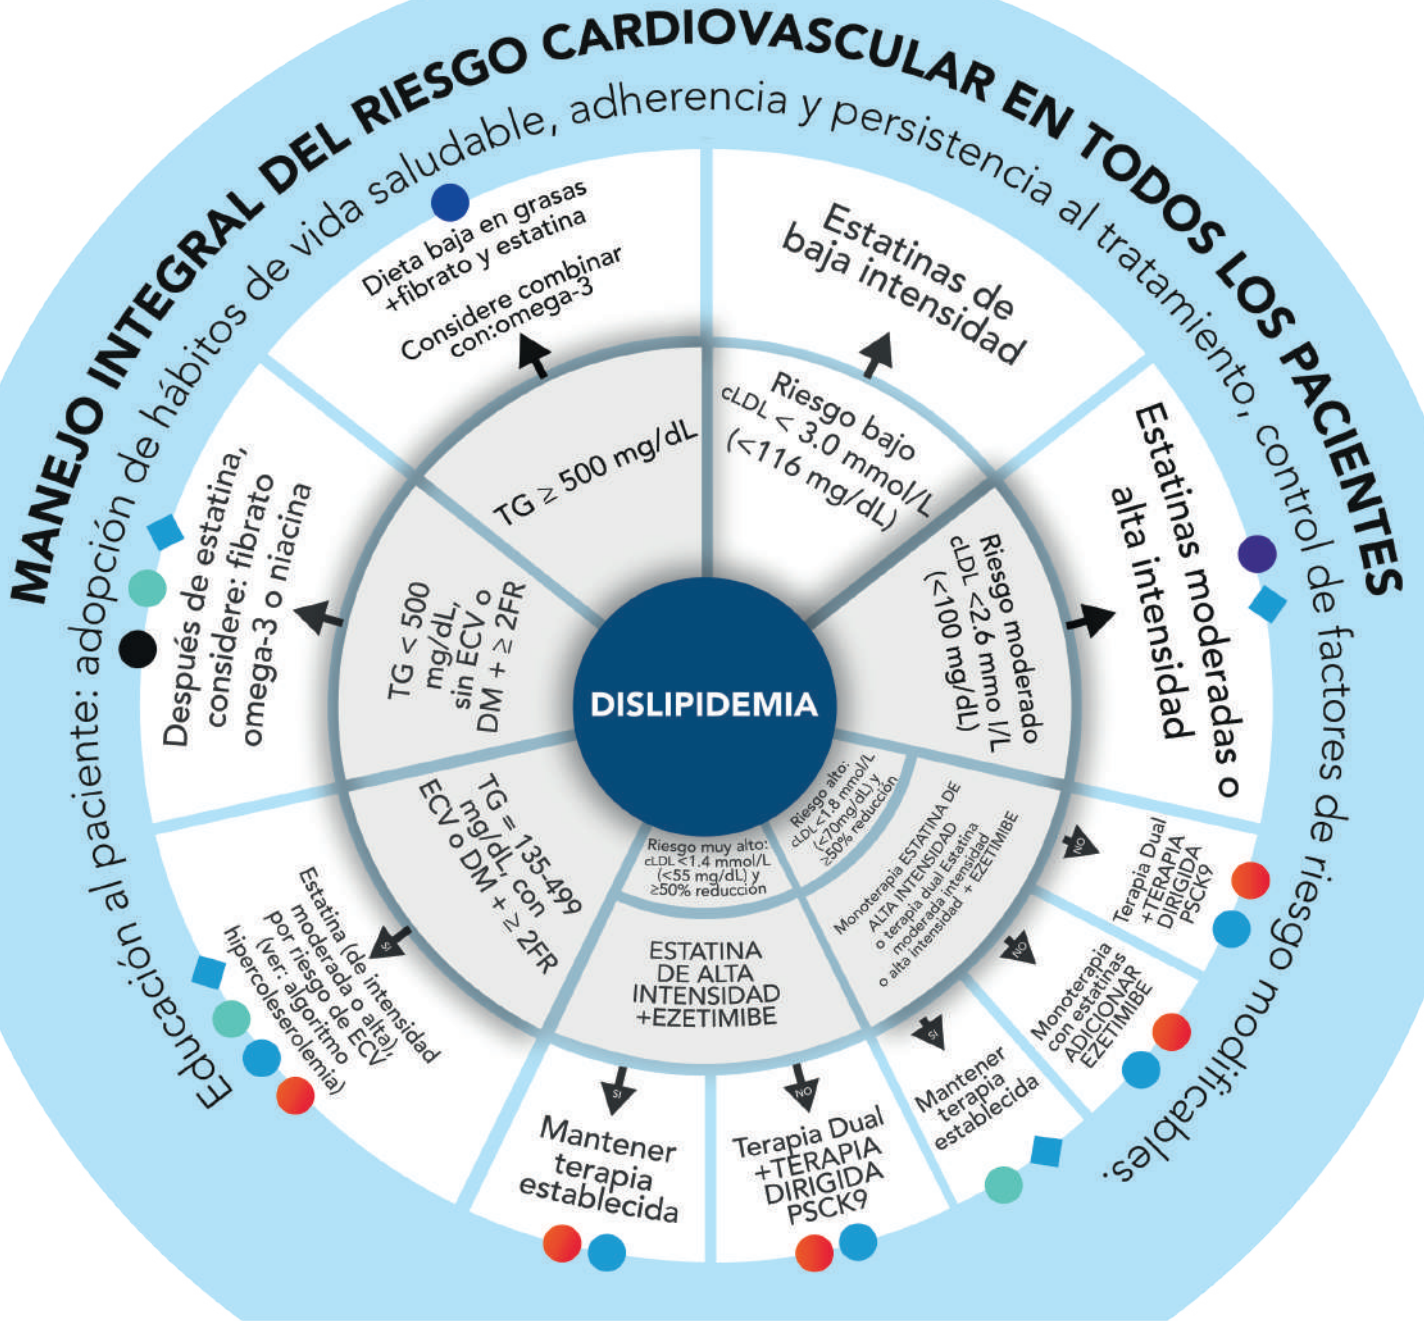 MANEJO INTEGRAL DEL RIESGO CARDIOVASCULAR EN TODOS LOS PACIENTES
Educación al paciente: adopción de hábitos de vida saludable, adherencia y persistencia al tratamiento, control de factores de riesgo modificables.
DISLIPIDEMIA
Riesgo bajo
cLDL < 3.0 mmol/L
(<116 mg/dL)
Estatinas de
baja intensidad
Riesgo moderado
cLDL <2.6 mmo l/L
(<100 mg/dL)
Estatinas moderadas o
alta intensidad
Riesgo alto:
cLDL <1.8 mmol/L
(<70mg/dL) y
≥50% reducción
Monoterapia ESTATINA DE
ALTA INTENSIDAD
o terapia dual Estatina
moderada intensidad
o alta intensidad + EZETIMIBE
NO
Terapia Dual
+TERAPIA
DIRIGIDA
PSCK9
NO
Monoterapia
con estatinas
ADICIONAR
EZETIMIBE
SI
Mantener
terapia
establecida
Riesgo muy alto:
cLDL <1.4 mmol/L
(<55 mg/dL) y
≥50% reducción
ESTATINA
DE ALTA
INTENSIDAD
+EZETIMIBE
NO
Terapia Dual
+TERAPIA
DIRIGIDA
PSCK9
SI
Mantener
terapia
establecida
TG = 135-499
mg/dL, con
ECV o DM + ≥ 2FR
SI
Estatina (de intensidad
moderada o alta),
por riesgo de ECV
(ver: algoritmo
hipercoleserolemia)
TG < 500
mg/dL,
sin ECV o
DM + ≥ 2FR
Después de estatina,
considere: fibrato
omega-3 o niacina
TG ≥ 500 mg/dL
Dieta baja en grasas
+fibrato y estatina
Considere combinar
con:omega-3